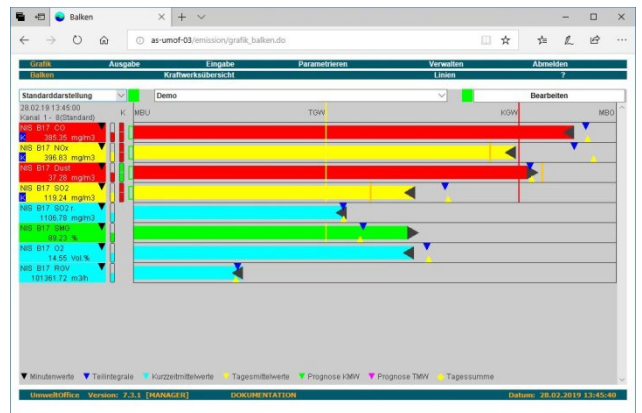 Balken
as-umof-03/emission/grafik_balken.do
Grafik Ausgabe Eingabe Parametrieren Verwalten Abmelden
Balken Kraftwerksübersicht Linien ?
Standarddarstellung Demo Bearbeiten
28.02.19 13:45:00
Kanal 1 - 8(Standard) K MBU TGW KGW MBO
NIS B17 CO
K 385.35 mg/m3
NIS B17 NOx
K 396.83 mg/m3
NIS B17 Dust
37.28 mg/m3
NIS B17 SO2
K 119.24 mg/m3
NIS B17 SO2 r
1106.78 mg/m3
NIS B17 SMO
89.23 %
NIS B17 O2
14.55 Vol.%
NIS B17 RGV
101361.72 m3/h
Minutenwerte Teilintegrale Kurzzeitmittelwerte Tagesmittelwerte Prognose KMW Prognose TMW Tagessumme
UmweltOffice Version: 7.3.1 [MANAGER] DOKUMENTATION Datum: 28.02.2019 13:45:40